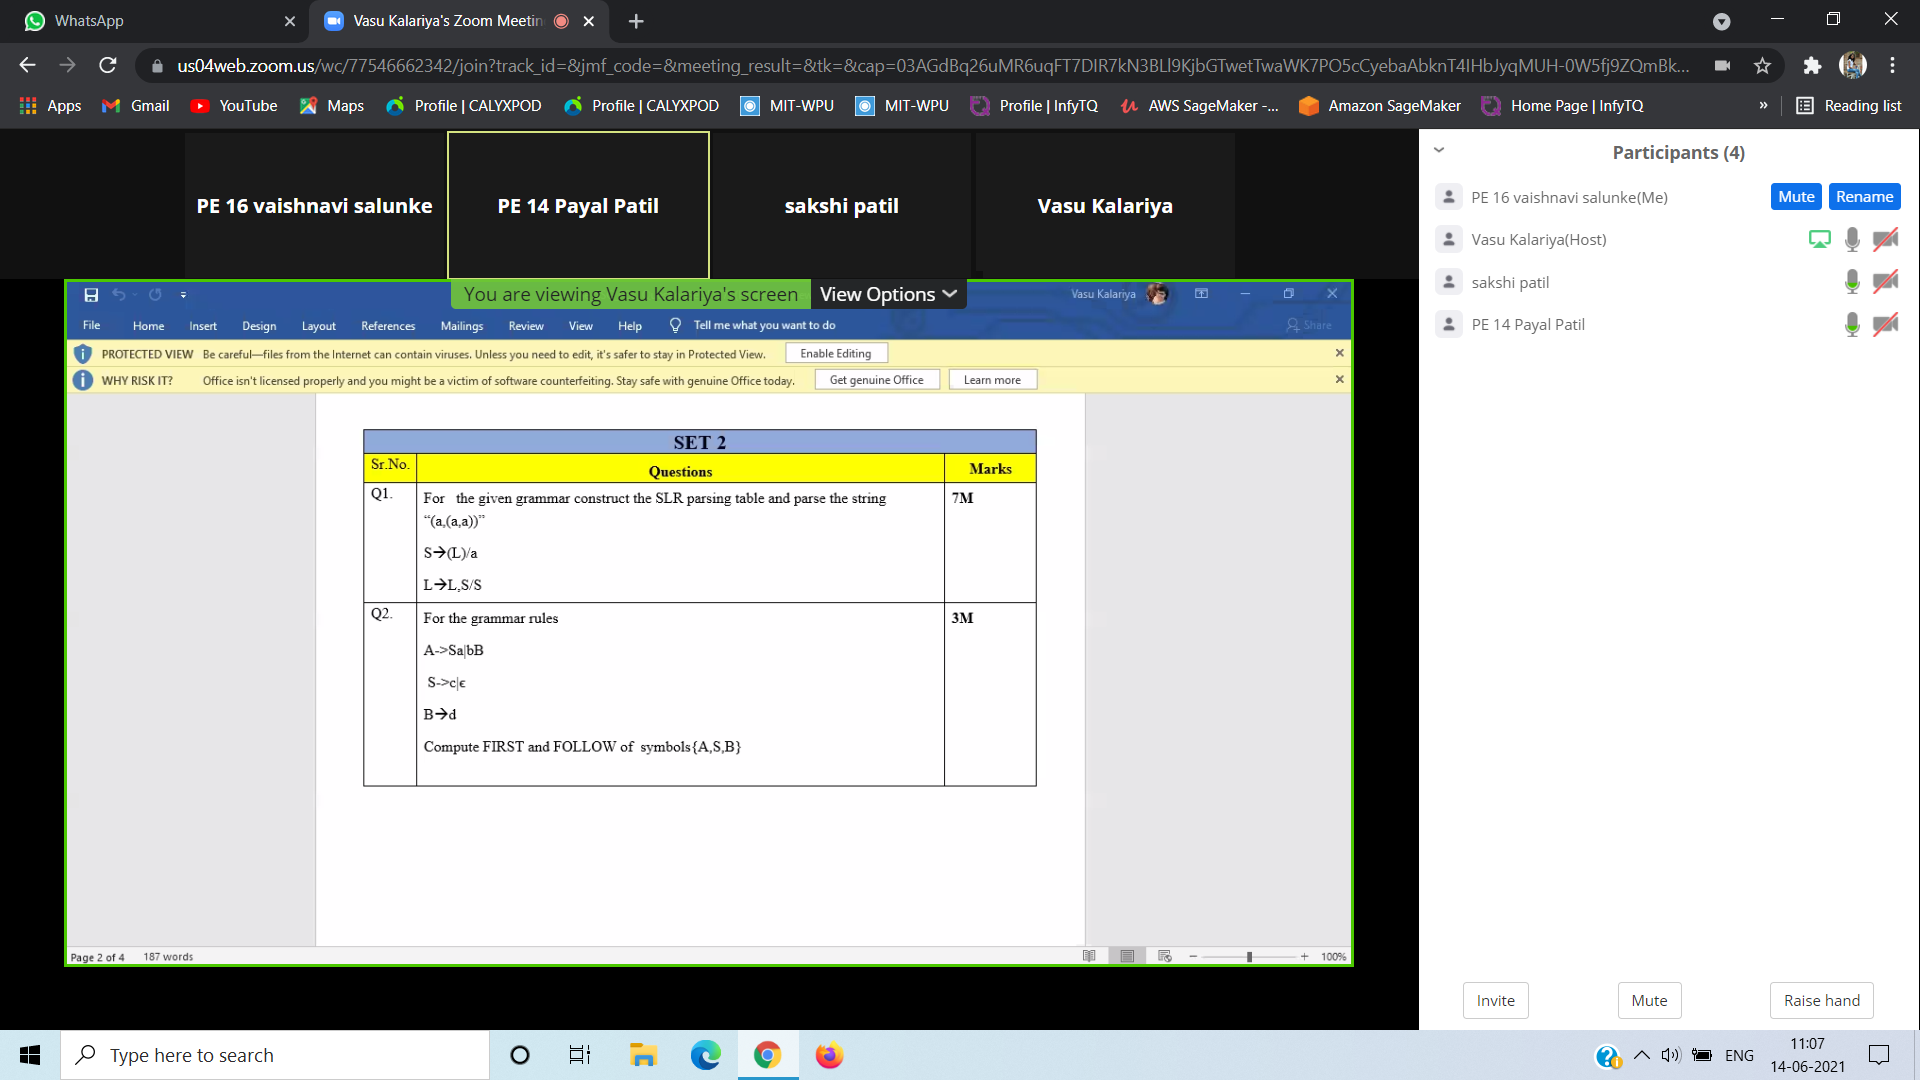 WhatsApp
Vasu Kalariya's Zoom Meetin
us04web.zoom.us/wc/77546662342/join?track_id=&jmf_code=&meeting_result=&tk=&cap=03AGdBq26uMR6uqFT7DIR7kN3BLl9KjbGTwetTwaWK7PO5cCyebaAbknT4IHbJyqMUH-0W5fj9ZQmBk...
Apps Gmail YouTube Maps Profile | CALYXPOD Profile | CALYXPOD MIT-WPU MIT-WPU Profile | InfyTQ AWS SageMaker -... Amazon SageMaker Home Page | InfyTQ » Reading list
PE 16 vaishnavi salunke
PE 14 Payal Patil
sakshi patil
Vasu Kalariya
Participants (4)
PE 16 vaishnavi salunke(Me) Mute Rename
Vasu Kalariya(Host)
sakshi patil
PE 14 Payal Patil
You are viewing Vasu Kalariya's screen View Options
Vasu Kalariya
File Home Insert Design Layout References Mailings Review View Help Tell me what you want to do Share
PROTECTED VIEW Be careful—files from the Internet can contain viruses. Unless you need to edit, it's safer to stay in Protected View. Enable Editing
WHY RISK IT? Office isn't licensed properly and you might be a victim of software counterfeiting. Stay safe with genuine Office today. Get genuine Office Learn more
SET 2
Sr.No. Questions Marks
Q1. For the given grammar construct the SLR parsing table and parse the string 7M
“(a,(a,a))”
S→(L)/a
L→L,S/S
Q2. For the grammar rules 3M
A->Sa|bB
S->c|ϵ
B→d
Compute FIRST and FOLLOW of symbols{A,S,B}
Page 2 of 4 187 words 100%
Invite Mute Raise hand
Type here to search
ENG
11:07
14-06-2021